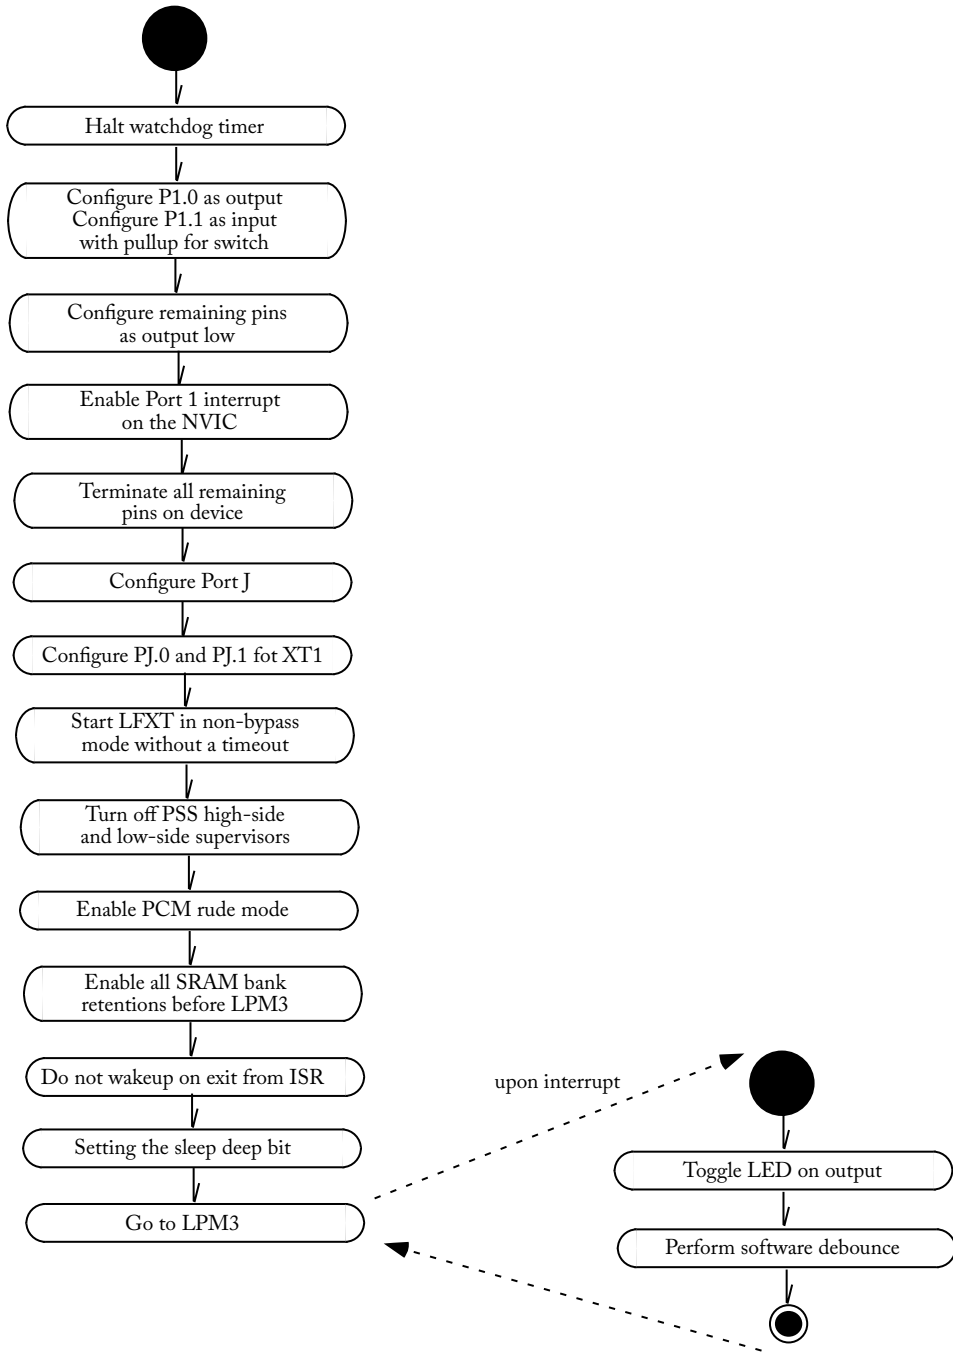 Halt watchdog timer
Configure P1.0 as output
Configure P1.1 as input
with pullup for switch
Configure remaining pins
as output low
Enable Port 1 interrupt
on the NVIC
Terminate all remaining
pins on device
Configure Port J
Configure PJ.0 and PJ.1 fot XT1
Start LFXT in non-bypass
mode without a timeout
Turn off PSS high-side
and low-side supervisors
Enable PCM rude mode
Enable all SRAM bank
retentions before LPM3
Do not wakeup on exit from ISR
Setting the sleep deep bit
Go to LPM3
upon interrupt
Toggle LED on output
Perform software debounce